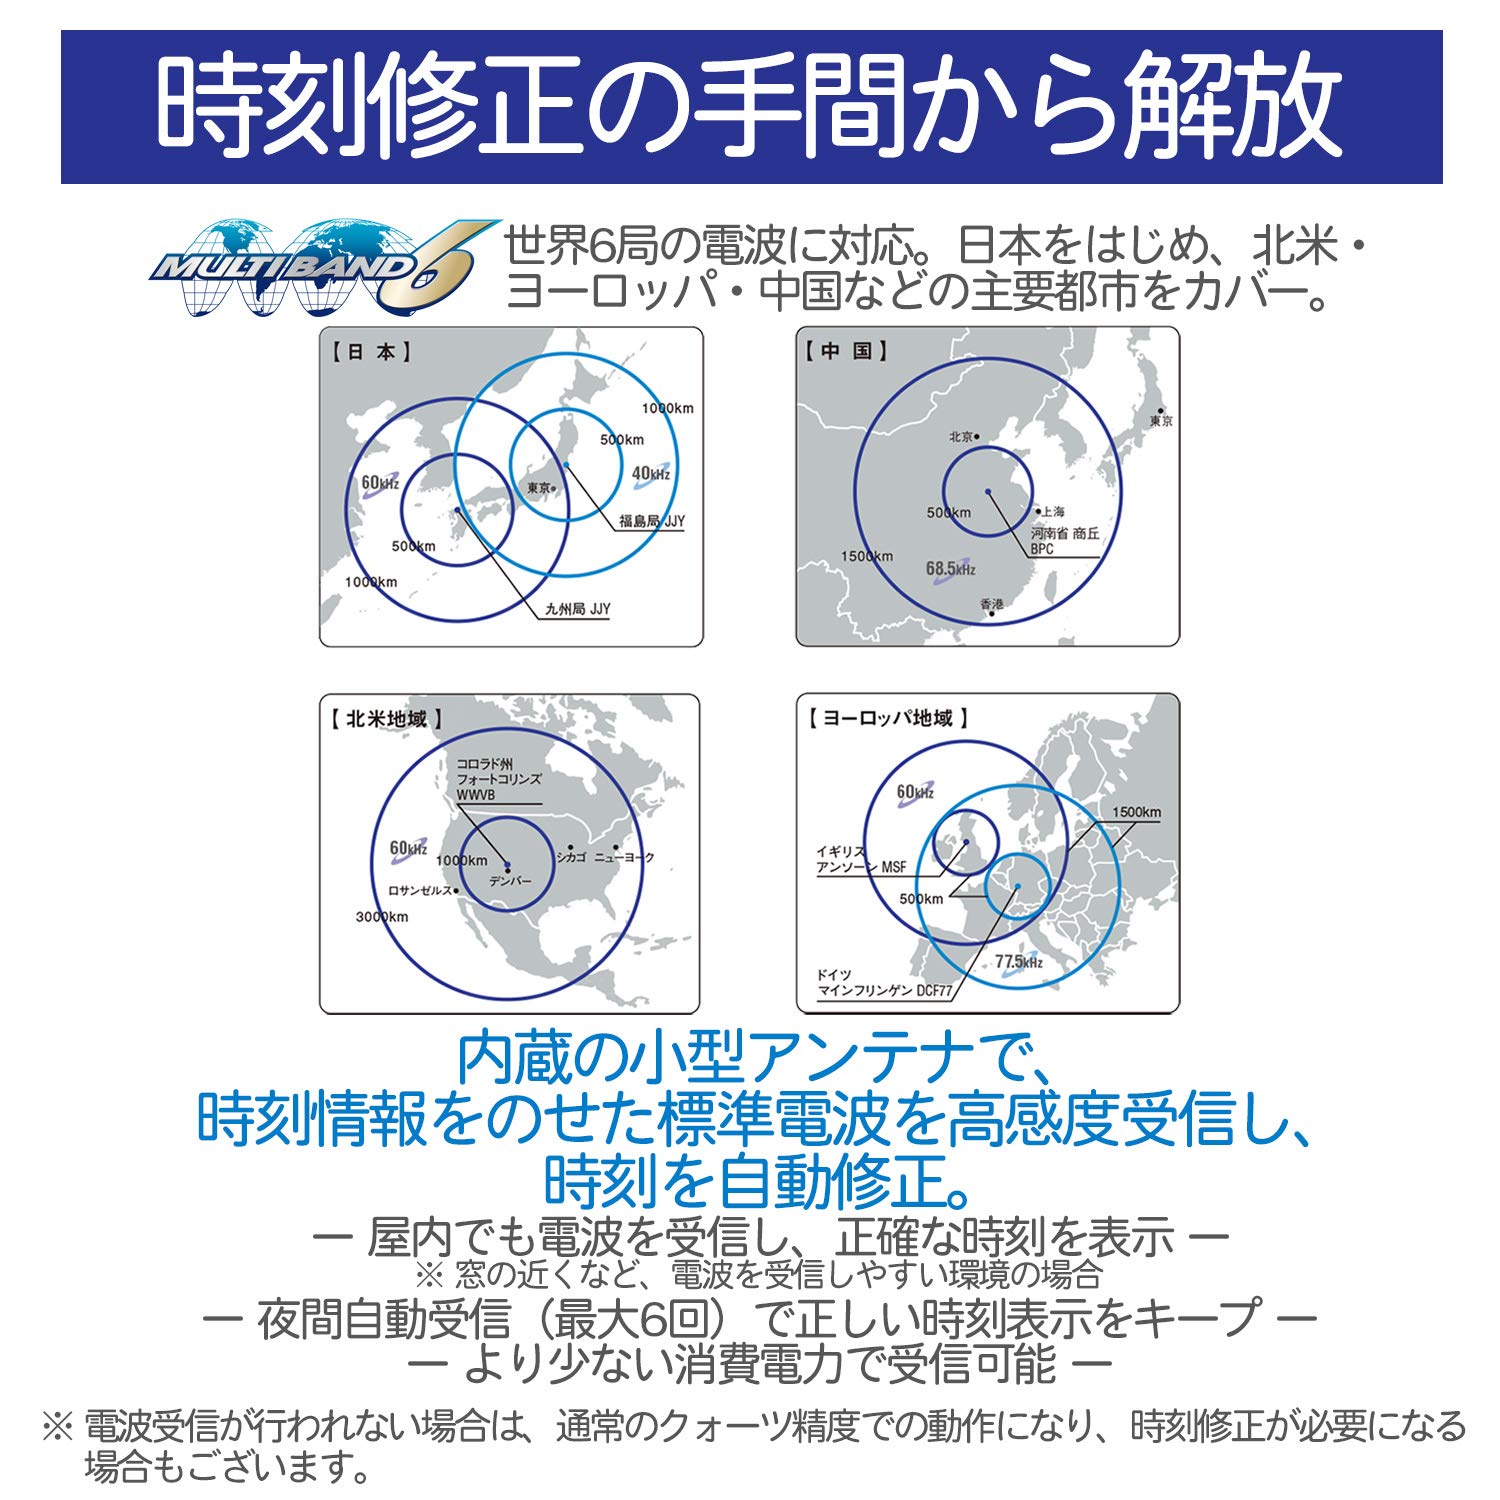 時刻修正の手間から解放
MULTI BAND 6
世界6局の電波に対応。日本をはじめ、北米・
ヨーロッパ・中国などの主要都市をカバー。
【 日 本 】
1000km
500km
40kHz
60kHz
東京
福島局 JJY
500km
1000km
九州局 JJY
【 中 国 】
東京
北京
500km
上海
河南省 商丘
BPC
1500km
68.5kHz
香港
【 北米地域 】
コロラド州
フォートコリンズ
WWVB
60kHz
1000km
シカゴ
ニューヨーク
デンバー
ロサンゼルス
3000km
【 ヨーロッパ地域 】
60kHz
1500km
イギリス
アンソーン MSF
500km
77.5kHz
ドイツ
マインフリンゲン DCF77
内蔵の小型アンテナで、
時刻情報をのせた標準電波を高感度受信し、
時刻を自動修正。
― 屋内でも電波を受信し、正確な時刻を表示 ―
※ 窓の近くなど、電波を受信しやすい環境の場合
― 夜間自動受信（最大6回）で正しい時刻表示をキープ ―
― より少ない消費電力で受信可能 ―
※ 電波受信が行われない場合は、通常のクォーツ精度での動作になり、時刻修正が必要になる
場合もございます。